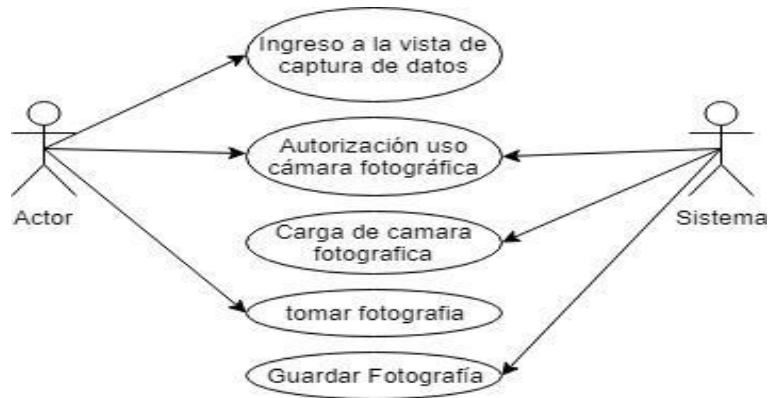 Ingreso a la vista de
captura de datos
Autorización uso
cámara fotográfica
Actor
Sistema
Carga de camara
fotografica
tomar fotografia
Guardar Fotografía